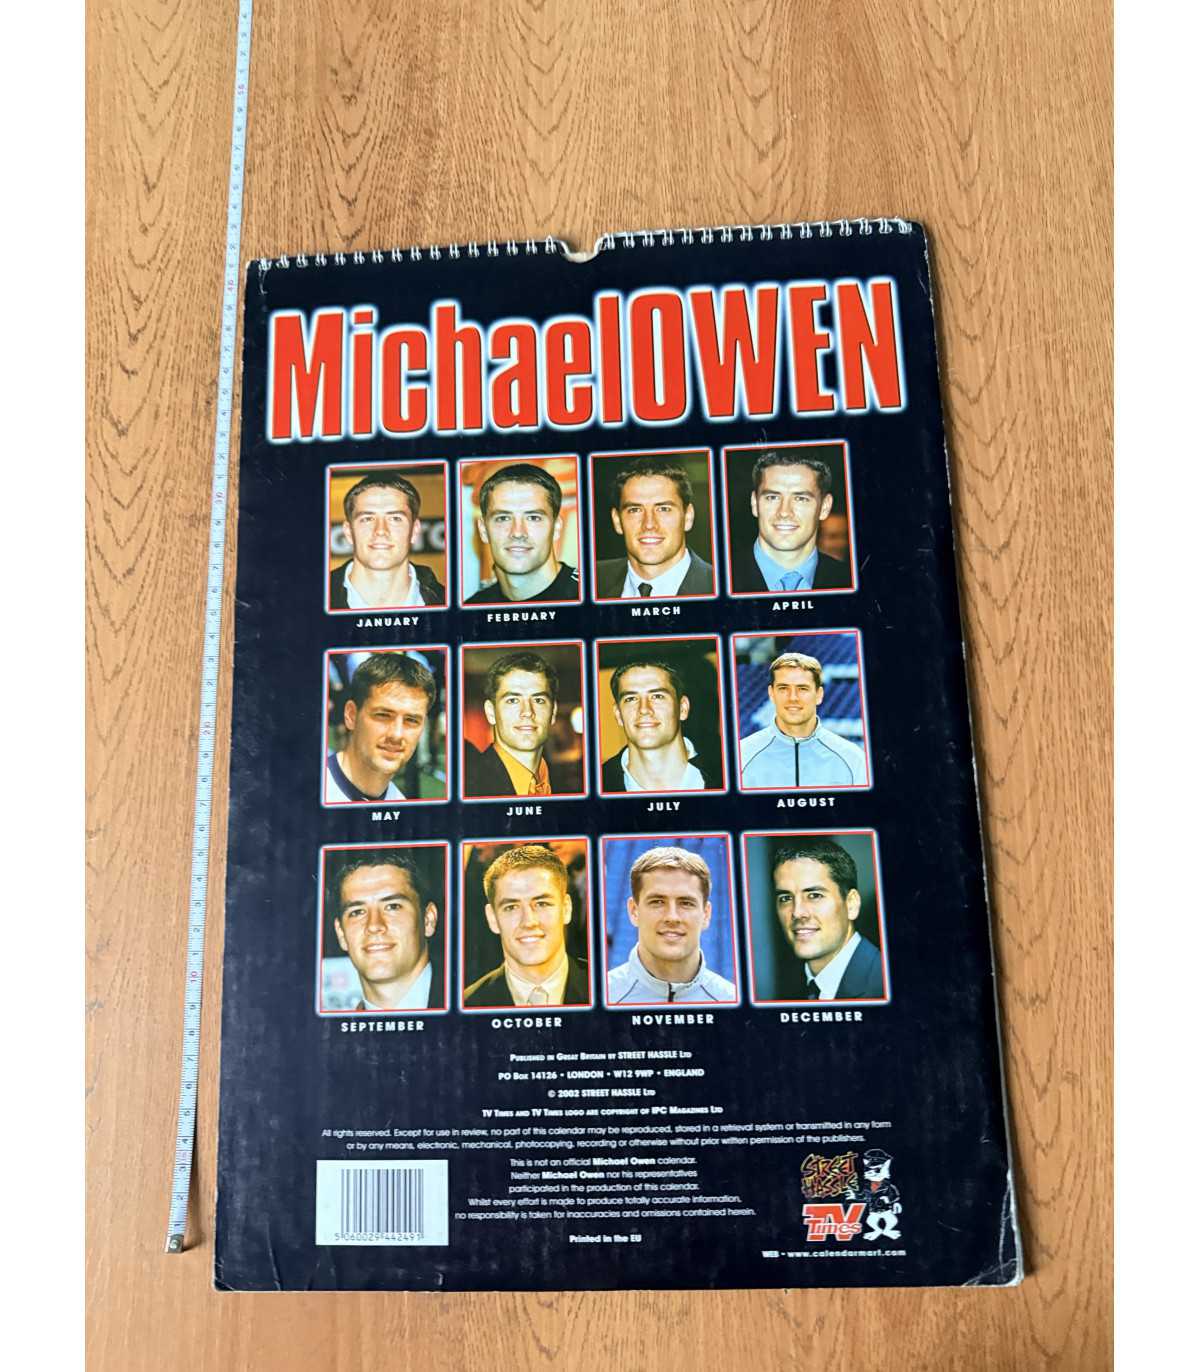 MichaelOWEN
JANUARY
FEBRUARY
MARCH
APRIL
MAY
JUNE
JULY
AUGUST
SEPTEMBER
OCTOBER
NOVEMBER
DECEMBER
PUBLISHED IN GREAT BRITAIN BY STREET HASSLE LTD
PO BOX 14126 • LONDON • W12 9WP • ENGLAND
© 2002 STREET HASSLE LTD
TV TIMES AND TV TIMES LOGO ARE COPYRIGHT OF IPC MAGAZINES LTD
All rights reserved. Except for use in review, no part of this calendar may be reproduced, stored in a retrieval system or transmitted in any form
or by any means, electronic, mechanical, photocopying, recording or otherwise without prior written permission of the publishers.
This is not an official Michael Owen calendar.
Neither Michael Owen nor his representatives
participated in the production of this calendar.
Whilst every effort is made to produce totally accurate information,
no responsibility is taken for inaccuracies and omissions contained herein.
Printed in the EU
5 060029 442491
STREET
HASSLE
TV
Times
WEB • www.calendarmart.com